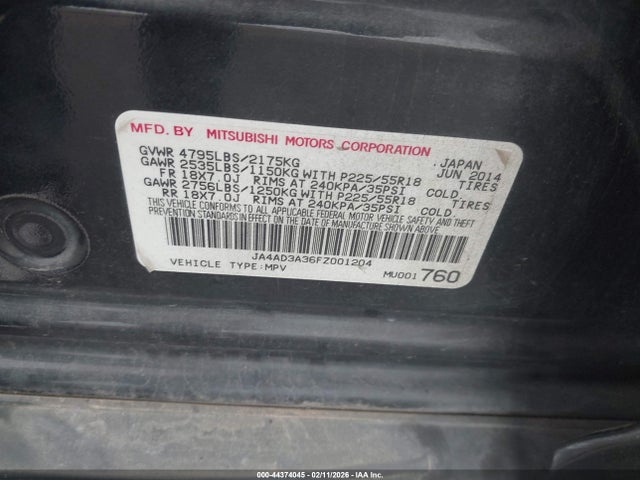 MFD. BY MITSUBISHI MOTORS CORPORATION
GVWR 4795LBS/2175KG JAPAN
GAWR 2535LBS/1150KG WITH P225/55R18 JUN 2014
FR 18X7.0J RIMS AT 240KPA/35PSI COLD TIRES
GAWR 2756LBS/1250KG WITH P225/55R18
RR 18X7.0J RIMS AT 240KPA/35PSI COLD TIRES
THIS VEHICLE CONFORMS TO ALL APPLICABLE FEDERAL MOTOR VEHICLE SAFETY AND THEFT
PREVENTION STANDARDS IN EFFECT ON THE DATE OF MANUFACTURE SHOWN ABOVE.
JA4AD3A36FZ001204
VEHICLE TYPE:MPV MU001 760
000-44374045 - 02/11/2026 - IAA Corp.